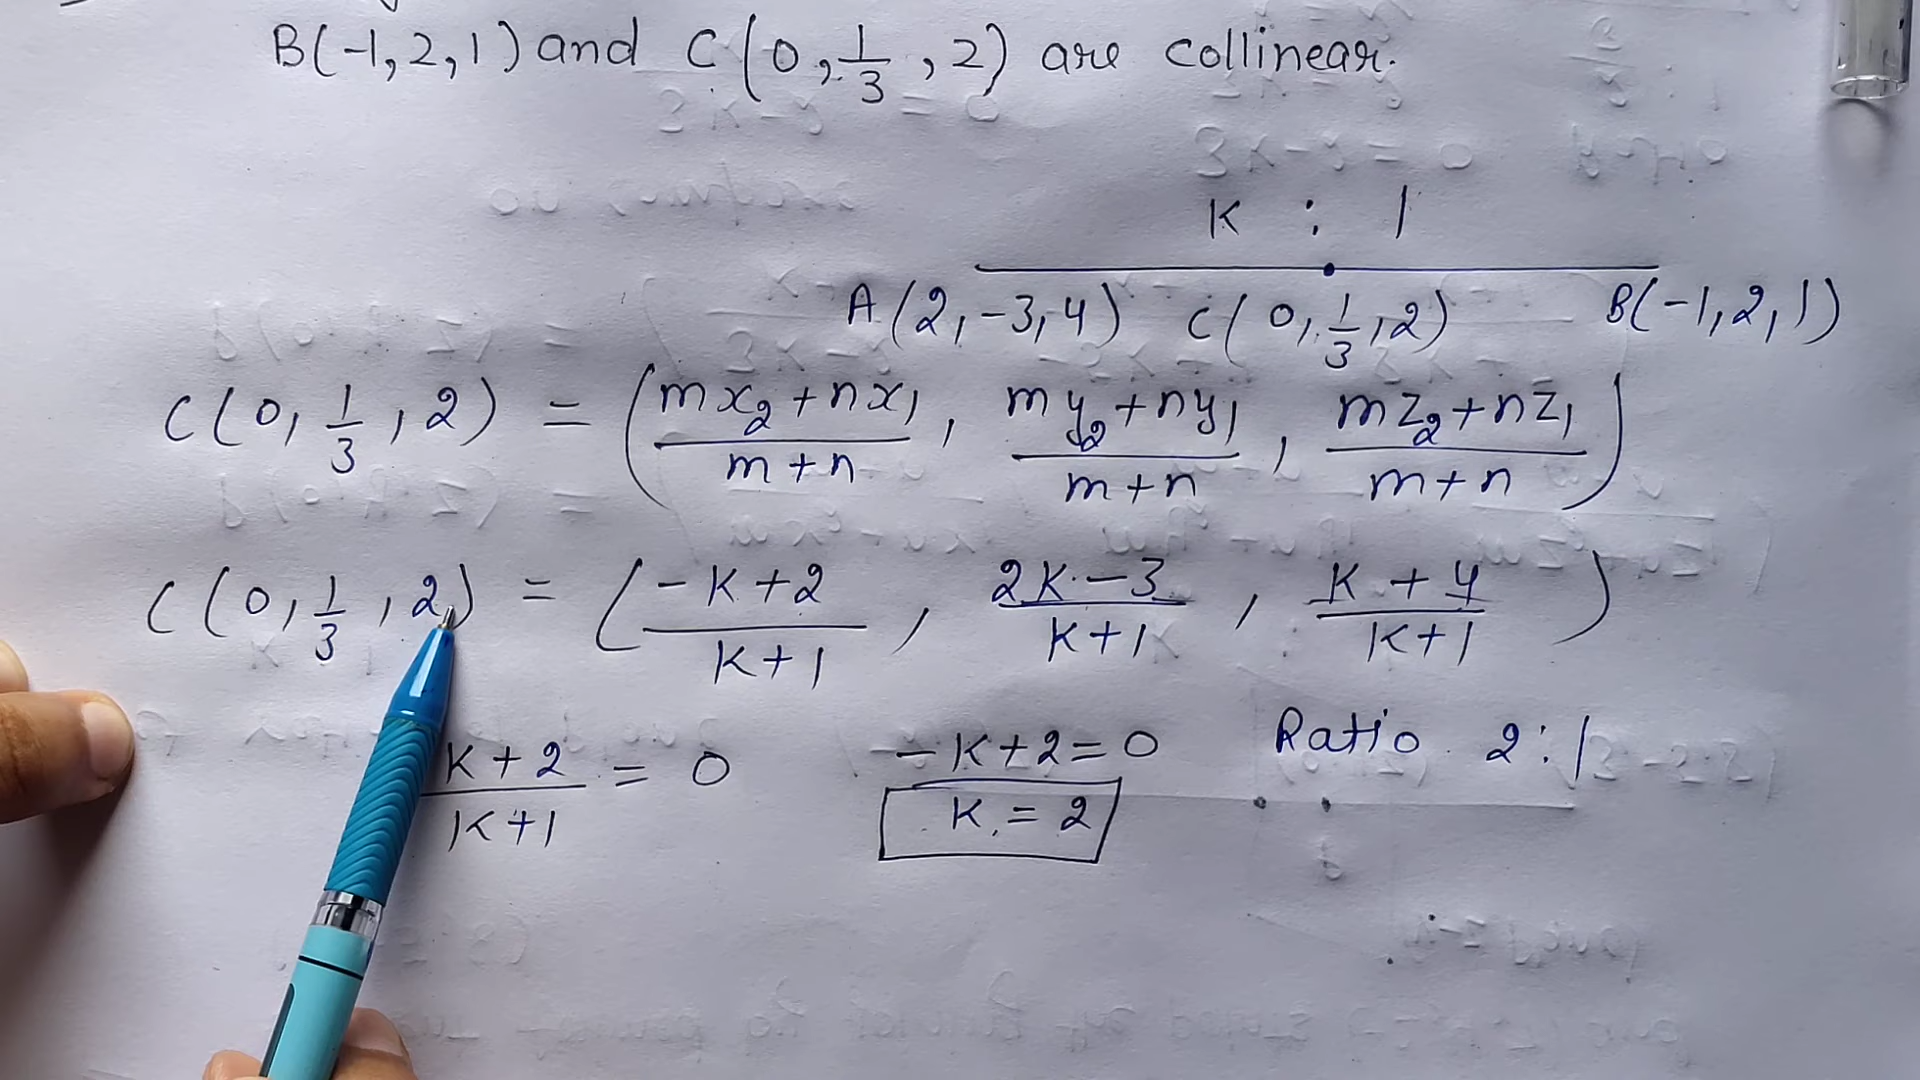 B(-1,2,1) and C(0,1/3,2) are collinear.
K : 1
A(2,-3,4) C(0,1/3,2) B(-1,2,1)
C(0,1/3,2) = (mx₂+nx₁/m+n, my₂+ny₁/m+n, mz₂+nz₁/m+n)
C(0,1/3,2) = (-K+2/K+1, 2K-3/K+1, K+4/K+1)
K+2/K+1 = 0 -K+2=0 Ratio 2:1
K=2